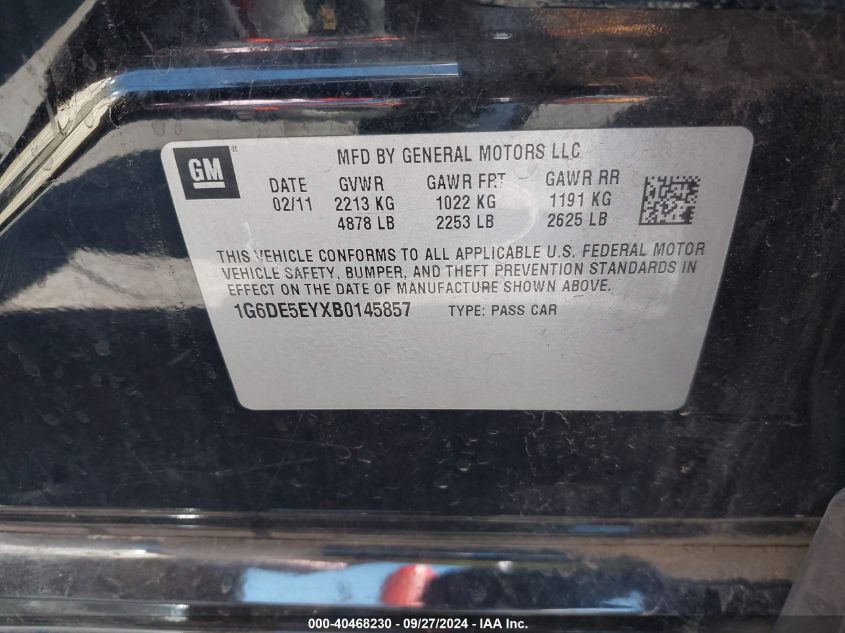 GM ®
MFD BY GENERAL MOTORS LLC
DATE GVWR GAWR FRT GAWR RR
02/11 2213 KG 1022 KG 1191 KG
4878 LB 2253 LB 2625 LB
THIS VEHICLE CONFORMS TO ALL APPLICABLE U.S. FEDERAL MOTOR
VEHICLE SAFETY, BUMPER, AND THEFT PREVENTION STANDARDS IN
EFFECT ON THE DATE OF MANUFACTURE SHOWN ABOVE.
1G6DE5EYXB0145857 TYPE: PASS CAR
000-40468230 - 09/27/2024 - IAA Inc.